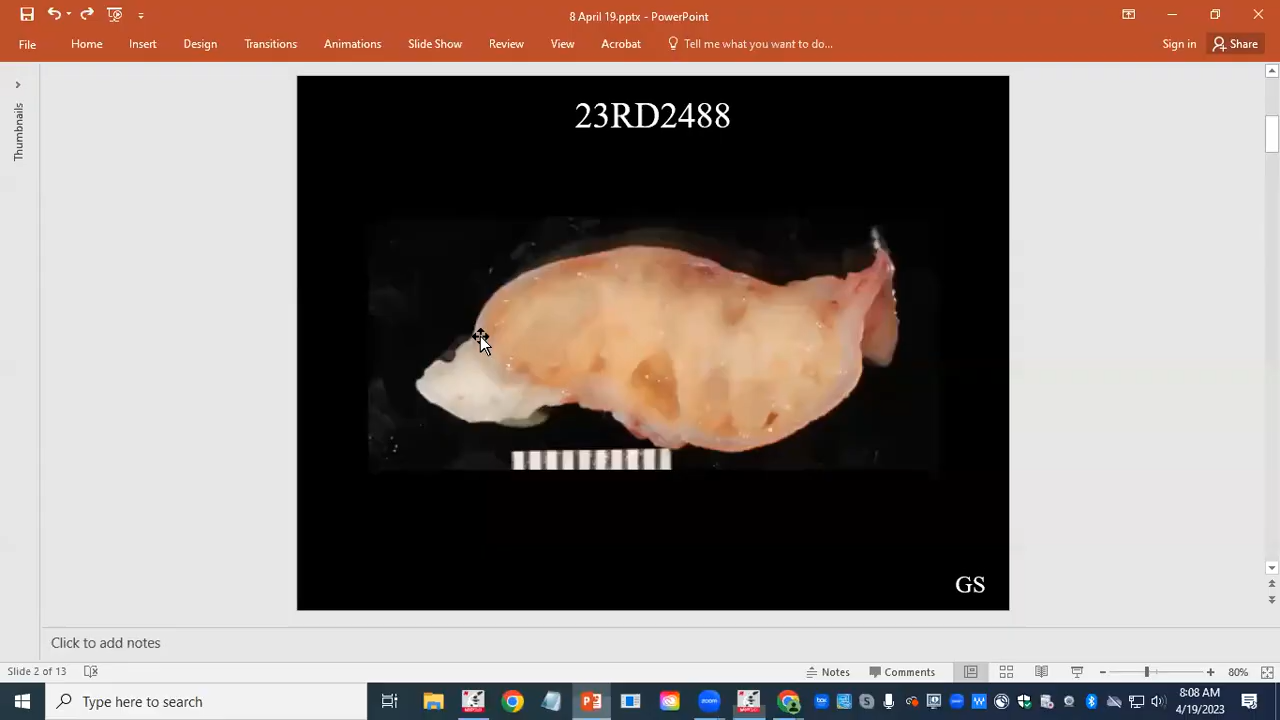 8 April 19.pptx - PowerPoint
File Home Insert Design Transitions Animations Slide Show Review View Acrobat Tell me what you want to do... Sign in Share
Thumbnails
23RD2488
GS
Click to add notes
Slide 2 of 13 Notes Comments 80%
Type here to search
8:08 AM
4/19/2023